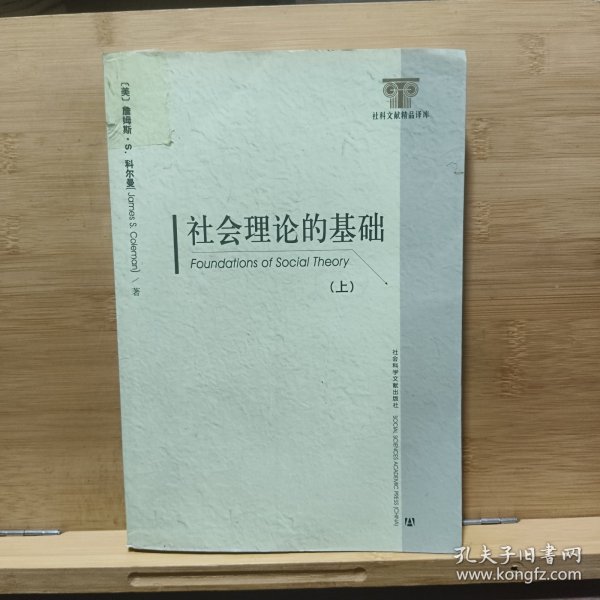 社科文献精品译库
〔美〕詹姆斯·S.科尔曼(James S. Coleman)／著
社会理论的基础
Foundations of Social Theory
（上）
社会科学文献出版社 SOCIAL SCIENCES ACADEMIC PRESS (CHINA)
孔夫子旧书网
www.kongfz.com